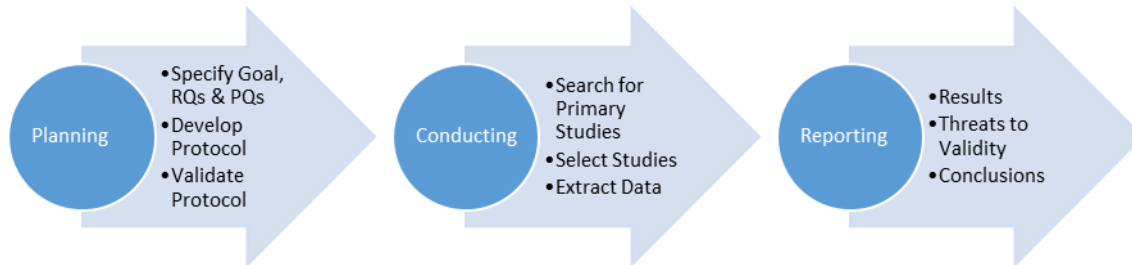 Planning
•Specify Goal,
RQs & PQs
•Develop
Protocol
•Validate
Protocol
Conducting
•Search for
Primary
Studies
•Select Studies
•Extract Data
Reporting
•Results
•Threats to
Validity
•Conclusions